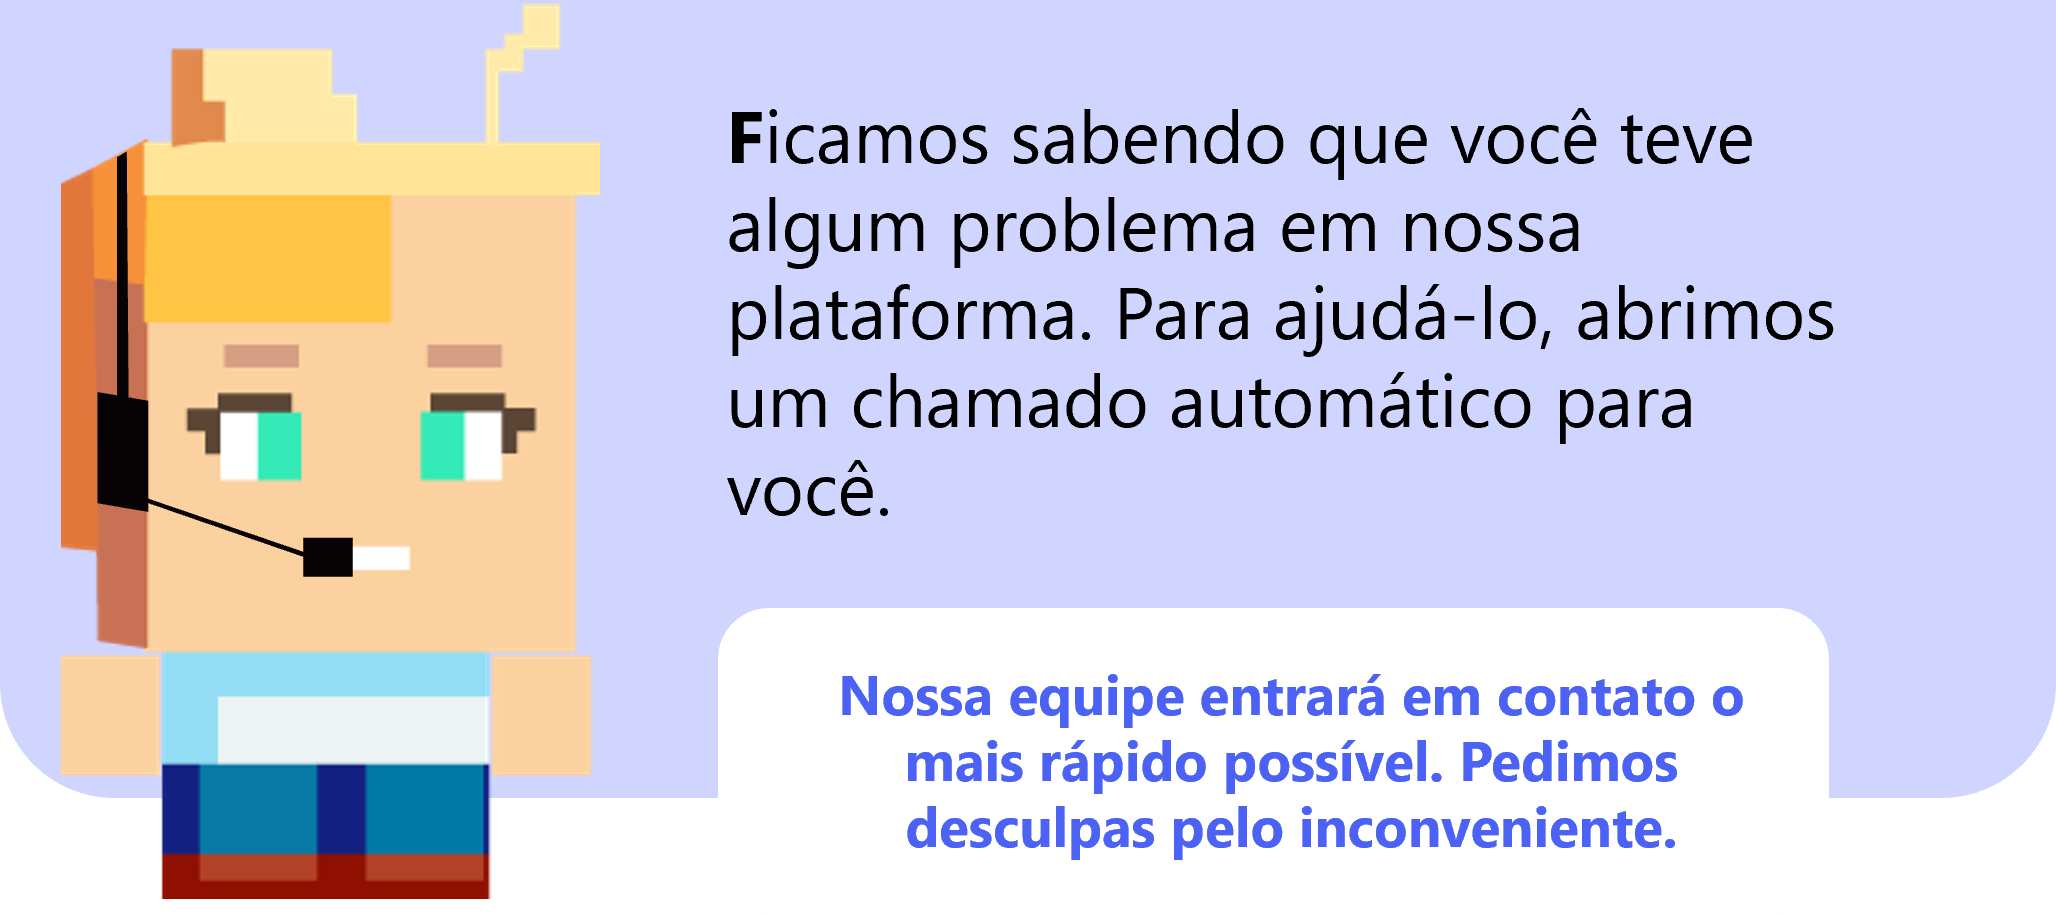 Ficamos sabendo que você teve
algum problema em nossa
plataforma. Para ajudá-lo, abrimos
um chamado automático para
você.
Nossa equipe entrará em contato o
mais rápido possível. Pedimos
desculpas pelo inconveniente.